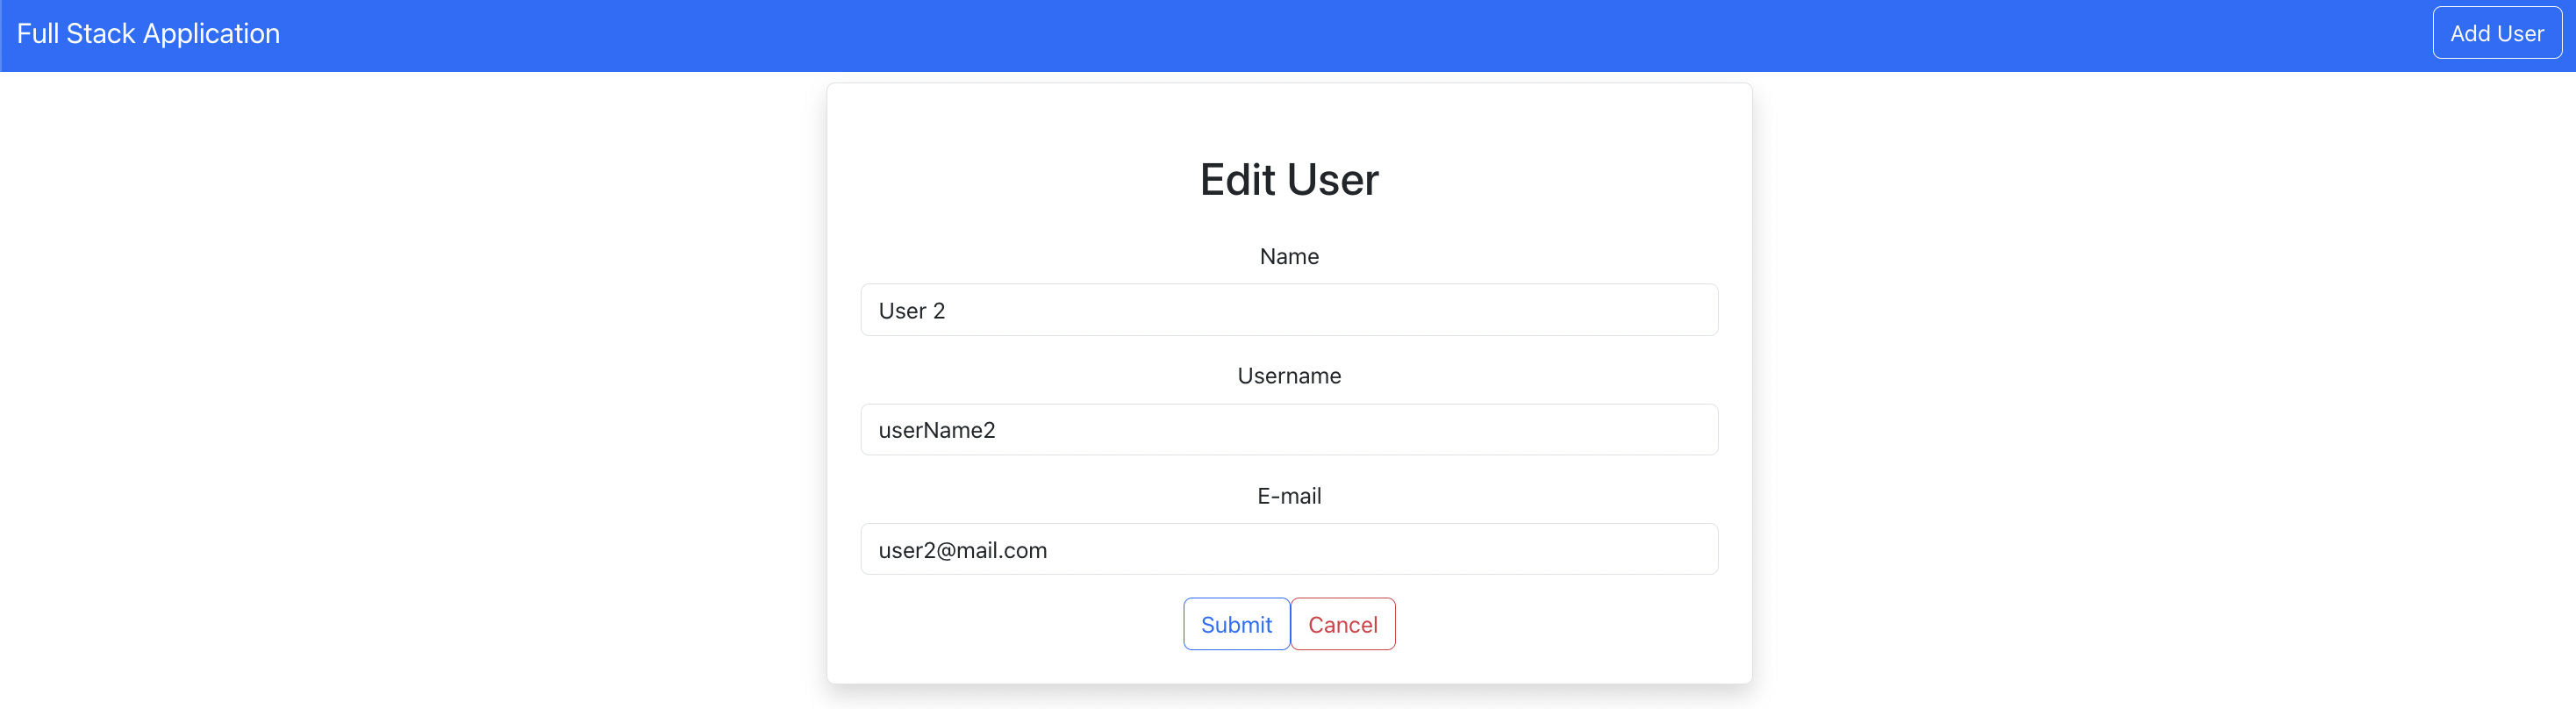 Full Stack Application
Add User
Edit User
Name
User 2
Username
userName2
E-mail
user2@mail.com
Submit Cancel